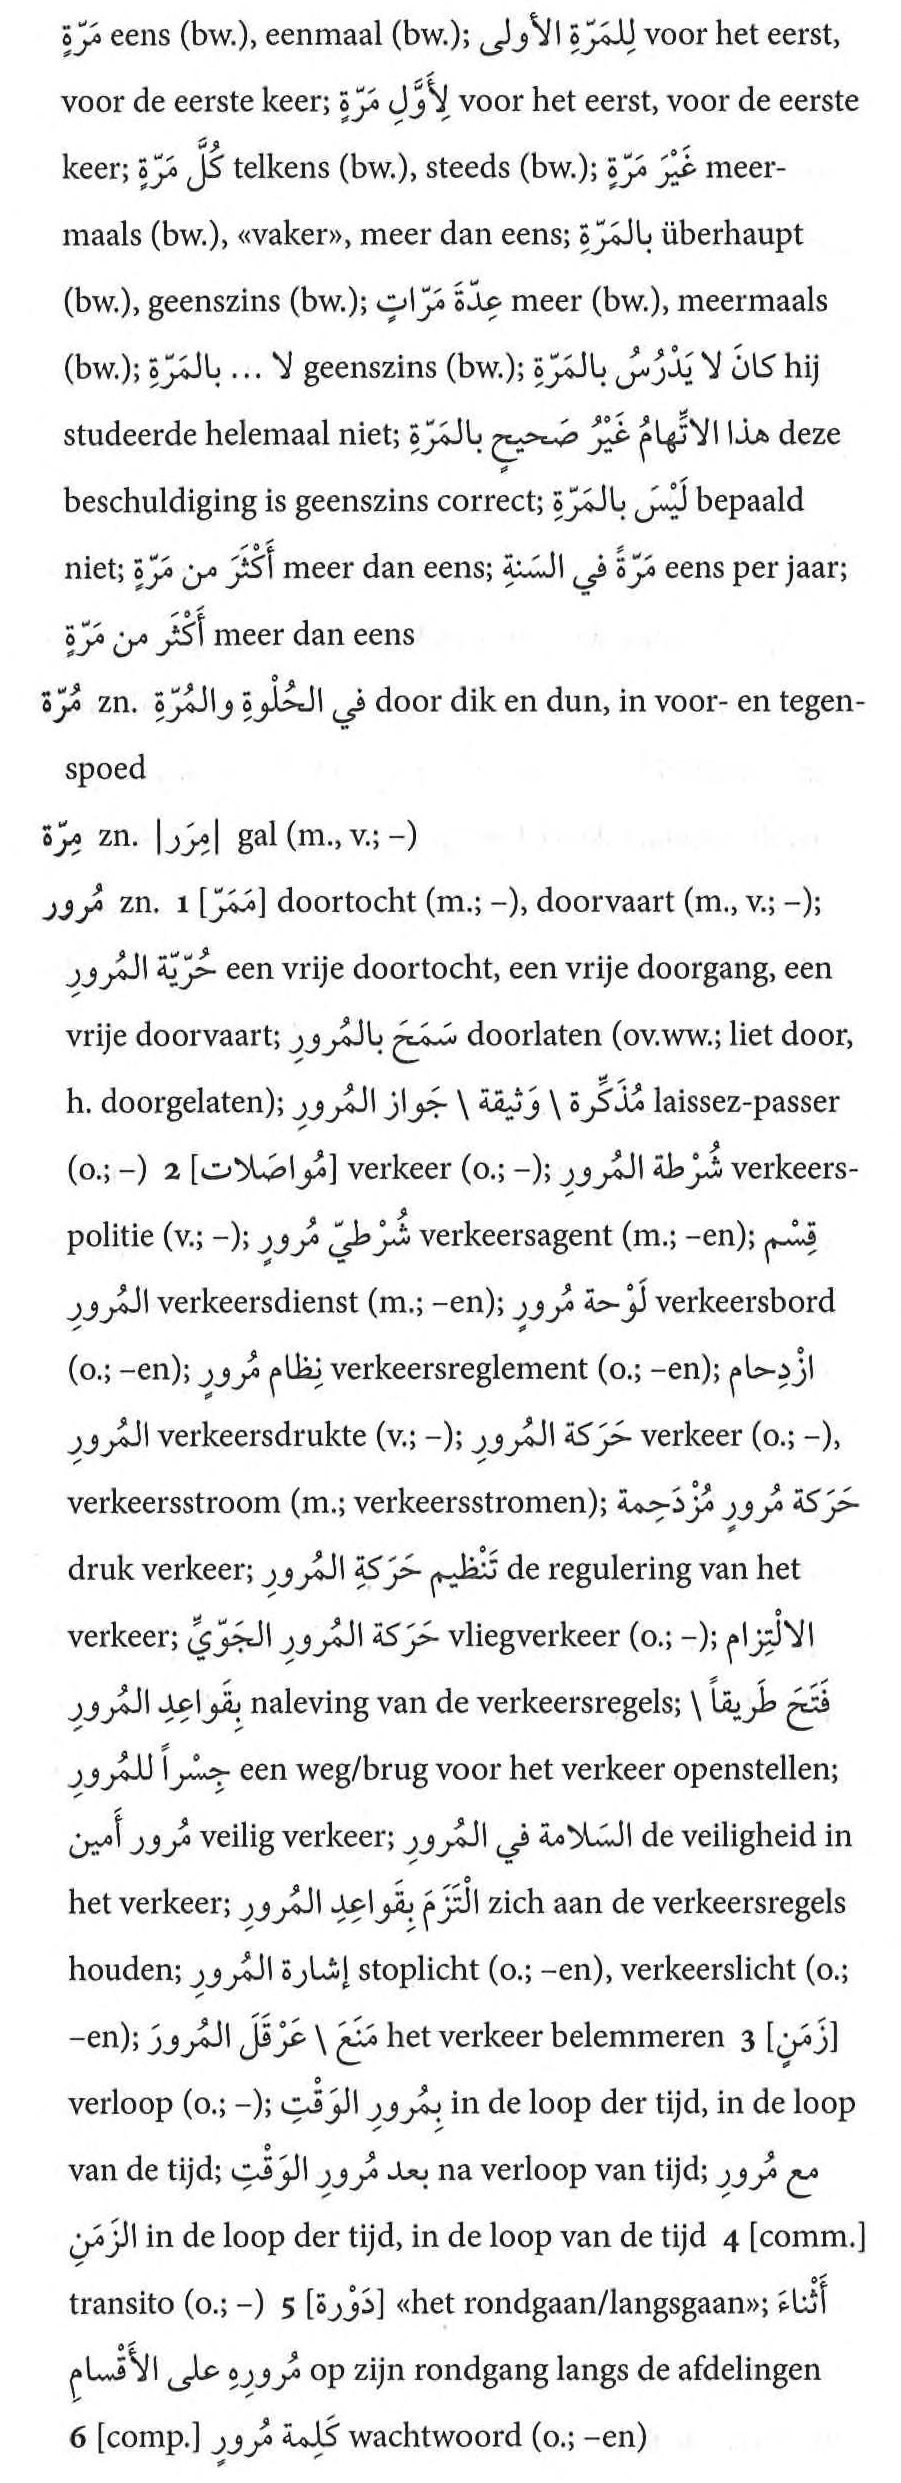 مَرّةٍ eens (bw.), eenmaal (bw.); لِلمَرّةِ الأولى voor het eerst,
voor de eerste keer; لِأَوَّلِ مَرّةٍ voor het eerst, voor de eerste
keer; كُلَّ مَرّةٍ telkens (bw.), steeds (bw.); غَيْرَ مَرّةٍ meer-
maals (bw.), «vaker», meer dan eens; بالمَرّةِ überhaupt
(bw.), geenszins (bw.); عِدّةَ مَرّاتٍ meer (bw.), meermaals
(bw.); لا ... بالمَرّةِ geenszins (bw.); كانَ لا يَدْرُسُ بالمَرّةِ hij
studeerde helemaal niet; هذا الاتِّهامُ غَيْرُ صَحيحٍ بالمَرّةِ deze
beschuldiging is geenszins correct; لَيْسَ بالمَرّةِ bepaald
niet; أَكْثَرَ من مَرّةٍ meer dan eens; مَرّةً في السَنةِ eens per jaar;
أَكْثَر من مَرّةٍ meer dan eens
مُرّة zn. في الحُلْوةِ والمُرّةِ door dik en dun, in voor- en tegen-
spoed
مِرّة zn. |مِرَر| gal (m., v.; –)
مُرور zn. 1 [مَمَرّ] doortocht (m.; –), doorvaart (m., v.; –);
حُرّيّة المُرورِ een vrije doortocht, een vrije doorgang, een
vrije doorvaart; سَمَحَ بالمُرورِ doorlaten (ov.ww.; liet door,
h. doorgelaten); مُذَكِّرة \ وَثيقة \ جَواز المُرورِ laissez-passer
(o.; –) 2 [مُواصَلات] verkeer (o.; –); شُرْطة المُرورِ verkeers-
politie (v.; –); شُرْطيّ مُرورٍ verkeersagent (m.; –en); قِسْم
المُرورِ verkeersdienst (m.; –en); لَوْحة مُرورٍ verkeersbord
(o.; –en); نِظام مُرورٍ verkeersreglement (o.; –en); ازْدِحام
المُرورِ verkeersdrukte (v.; –); حَرَكة المُرورِ verkeer (o.; –),
verkeersstroom (m.; verkeersstromen); حَرَكة مُرورٍ مُزْدَحِمة
druk verkeer; تَنْظيم حَرَكةِ المُرورِ de regulering van het
verkeer; حَرَكة المُرورِ الجَوّيِّ vliegverkeer (o.; –); الالْتِزام
بِقَواعِدِ المُرورِ naleving van de verkeersregels; فَتَحَ طَريقاً \
جِسْراً للمُرورِ een weg/brug voor het verkeer openstellen;
مُرور أَمين veilig verkeer; السَلامة في المُرورِ de veiligheid in
het verkeer; الْتَزَمَ بِقَواعِدِ المُرورِ zich aan de verkeersregels
houden; إشارة المُرورِ stoplicht (o.; –en), verkeerslicht (o.;
–en); مَنَعَ \ عَرْقَلَ المُرورَ het verkeer belemmeren 3 [زَمَنٍ]
verloop (o.; –); بِمُرورِ الوَقْتِ in de loop der tijd, in de loop
van de tijd; بعد مُرورِ الوَقْتِ na verloop van tijd; مع مُرورِ
الزَمَنِ in de loop der tijd, in de loop van de tijd 4 [comm.]
transito (o.; –) 5 [دَوْرة] «het rondgaan/langsgaan»; أَثْناءَ
مُرورِهِ على الأَقْسامِ op zijn rondgang langs de afdelingen
6 [comp.] كَلِمة مُرورٍ wachtwoord (o.; –en)